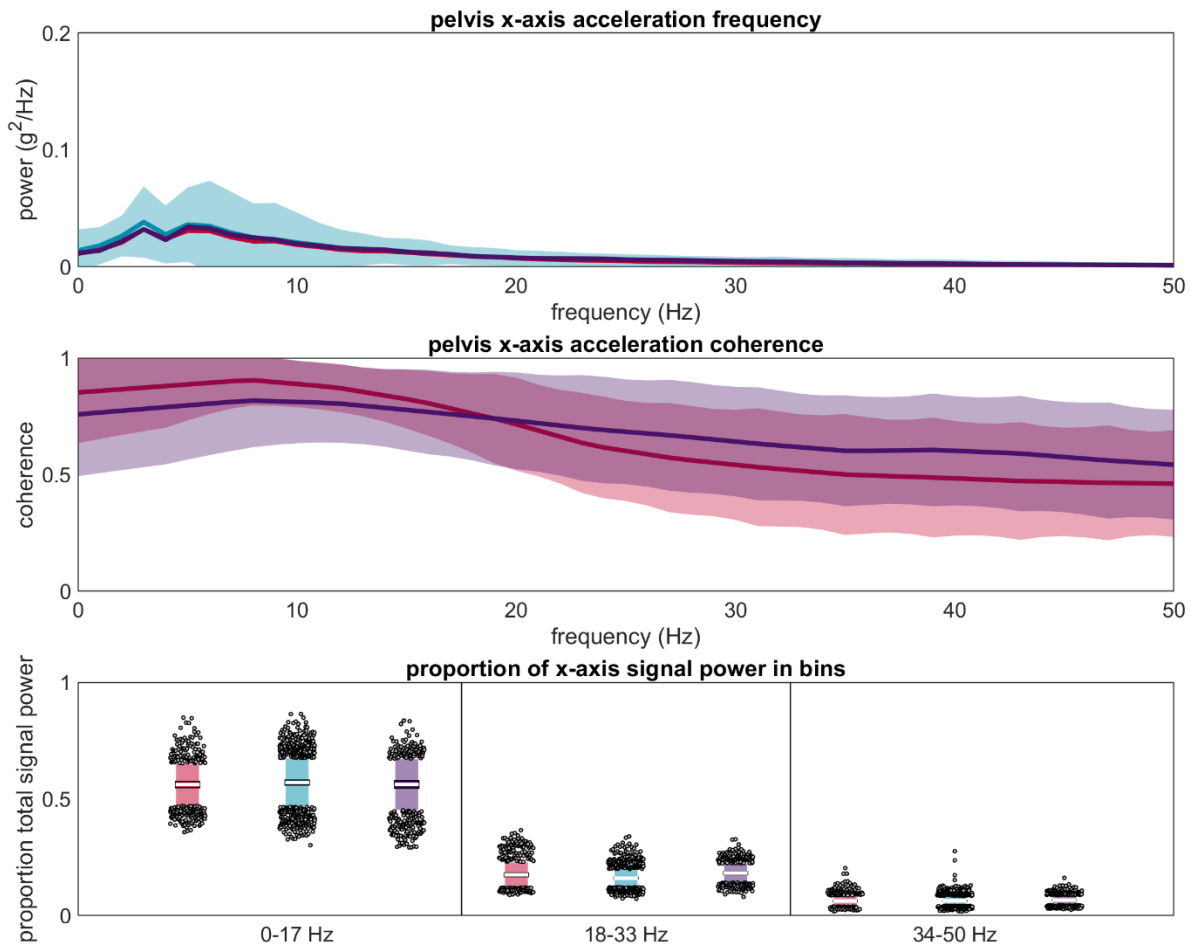 pelvis x-axis acceleration frequency
0.2
0.1
0
power (g²/Hz)
0 10 20 30 40 50
frequency (Hz)
pelvis x-axis acceleration coherence
1
0.5
0
coherence
0 10 20 30 40 50
frequency (Hz)
proportion of x-axis signal power in bins
1
0.5
0
proportion total signal power
0-17 Hz 18-33 Hz 34-50 Hz